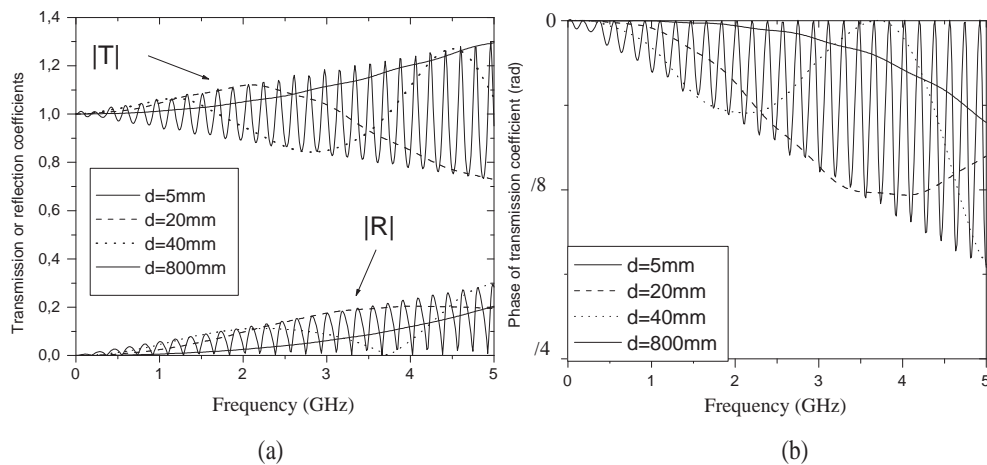 1,4
1,2
1,0
0,8
0,6
0,4
0,2
0,0
Transmission or reflection coefficients
|T|
d=5mm
d=20mm
d=40mm
d=800mm
|R|
0 1 2 3 4 5
Frequency (GHz)
(a)
0
/8
/4
Phase of transmission coefficient (rad)
d=5mm
d=20mm
d=40mm
d=800mm
0 1 2 3 4 5
Frequency (GHz)
(b)